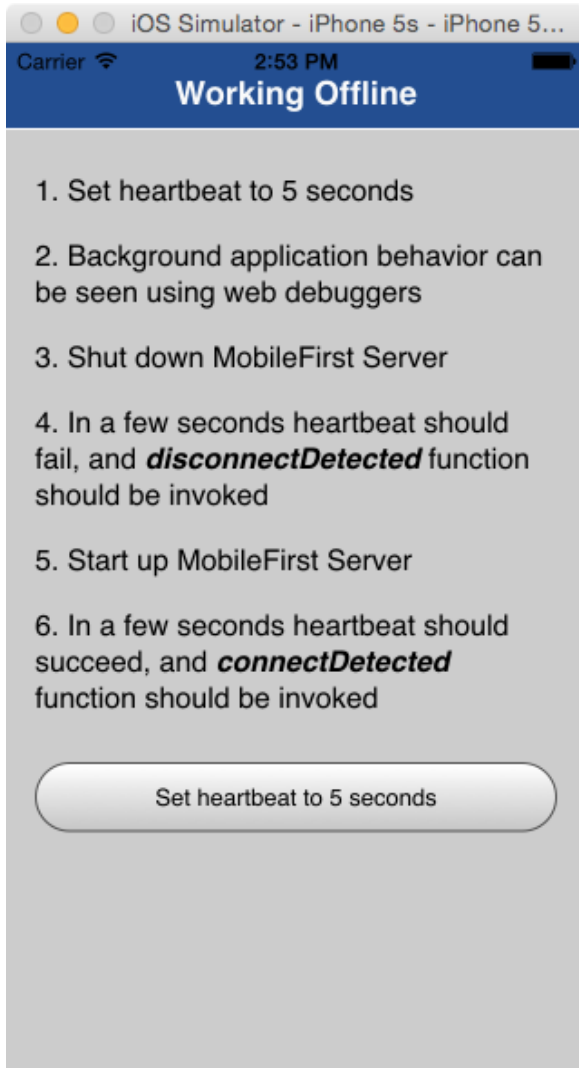 iOS Simulator - iPhone 5s - iPhone 5...
Carrier 2:53 PM
Working Offline
1. Set heartbeat to 5 seconds
2. Background application behavior can
be seen using web debuggers
3. Shut down MobileFirst Server
4. In a few seconds heartbeat should
fail, and disconnectDetected function
should be invoked
5. Start up MobileFirst Server
6. In a few seconds heartbeat should
succeed, and connectDetected
function should be invoked
Set heartbeat to 5 seconds